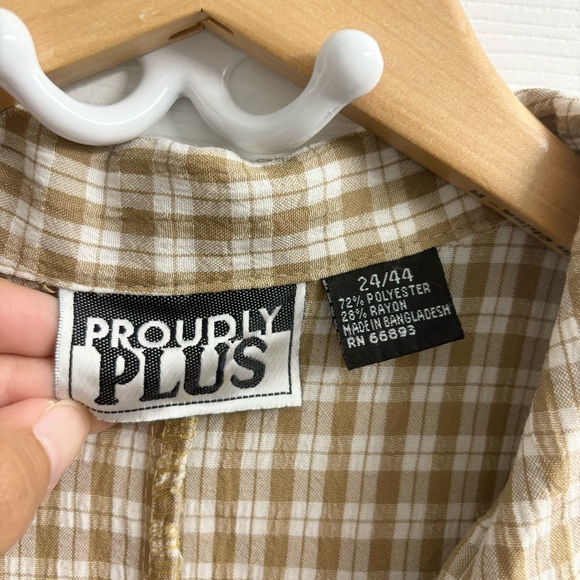 PROUDLY
PLUS
24/44
72% POLYESTER
28% RAYON
MADE IN BANGLADESH
RN 66893